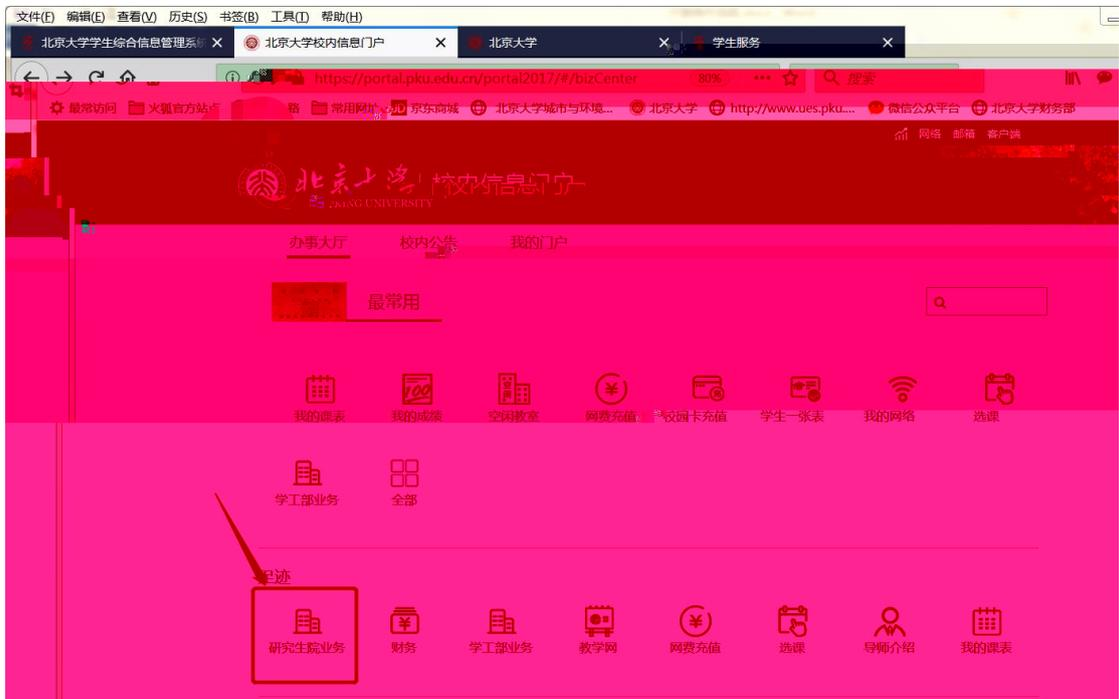 文件(F) 编辑(E) 查看(V) 历史(S) 书签(B) 工具(T) 帮助(H)
北京大学学生综合信息管理系统 北京大学校内信息门户 北京大学 学生服务
https://portal.pku.edu.cn/portal2017/#/bizCenter 80% 搜索
最常访问 火狐官方站点 常用网址 JD 京东商城 北京大学城市与环境... 北京大学 http://www.ues.pku.... 微信公众平台 北京大学财务部
网络 邮箱 客户端
北京大学 校内信息门户
PEKING UNIVERSITY
办事大厅 校内公告 我的门户
最常用
我的课表 我的成绩 空闲教室 网费充值 校园卡充值 学生一张表 我的网络 选课
学工部业务 全部
足迹
研究生院业务 财务 学工部业务 教学网 网费充值 选课 导师介绍 我的课表